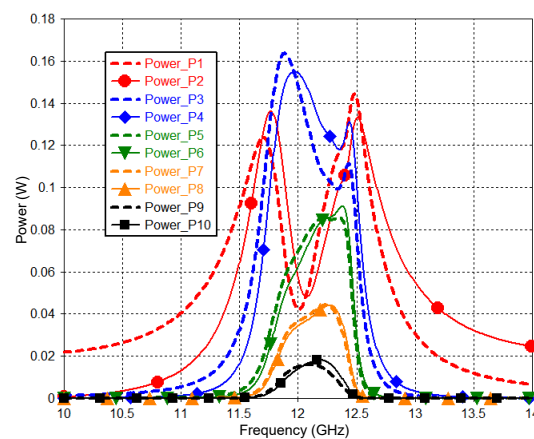 0.18
0.16
0.14
0.12
0.1
0.08
0.06
0.04
0.02
0
Power (W)
Power_P1
Power_P2
Power_P3
Power_P4
Power_P5
Power_P6
Power_P7
Power_P8
Power_P9
Power_P10
10 10.5 11 11.5 12 12.5 13 13.5 14
Frequency (GHz)